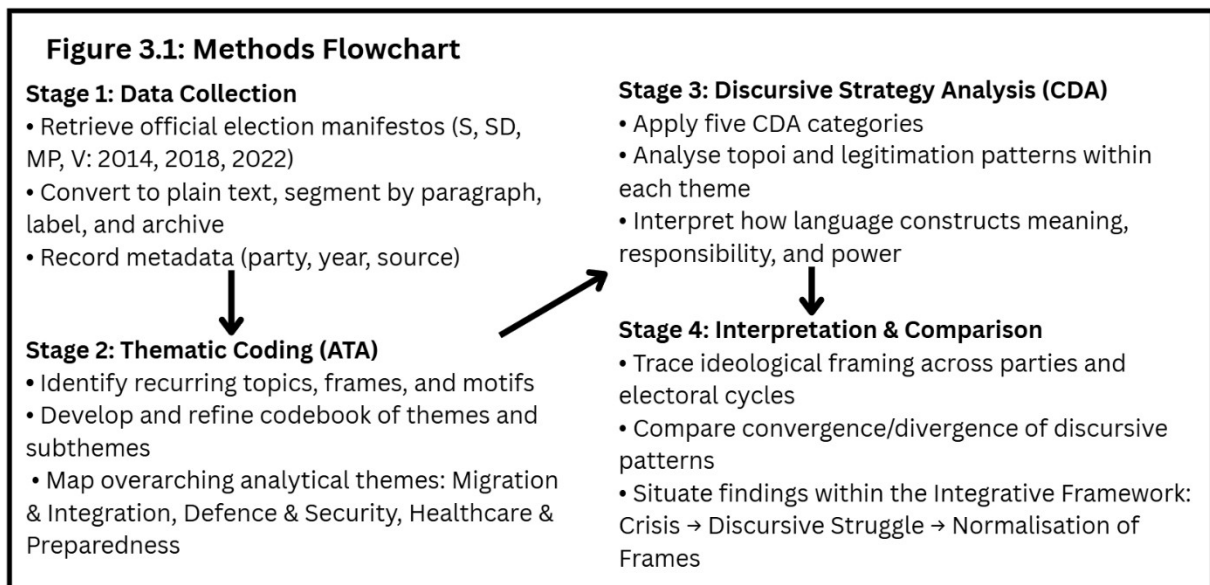 Figure 3.1: Methods Flowchart
Stage 1: Data Collection
• Retrieve official election manifestos (S, SD,
MP, V: 2014, 2018, 2022)
• Convert to plain text, segment by paragraph,
label, and archive
• Record metadata (party, year, source)
Stage 2: Thematic Coding (ATA)
• Identify recurring topics, frames, and motifs
• Develop and refine codebook of themes and
subthemes
• Map overarching analytical themes: Migration
& Integration, Defence & Security, Healthcare &
Preparedness
Stage 3: Discursive Strategy Analysis (CDA)
• Apply five CDA categories
• Analyse topoi and legitimation patterns within
each theme
• Interpret how language constructs meaning,
responsibility, and power
Stage 4: Interpretation & Comparison
• Trace ideological framing across parties and
electoral cycles
• Compare convergence/divergence of discursive
patterns
• Situate findings within the Integrative Framework:
Crisis → Discursive Struggle → Normalisation of
Frames